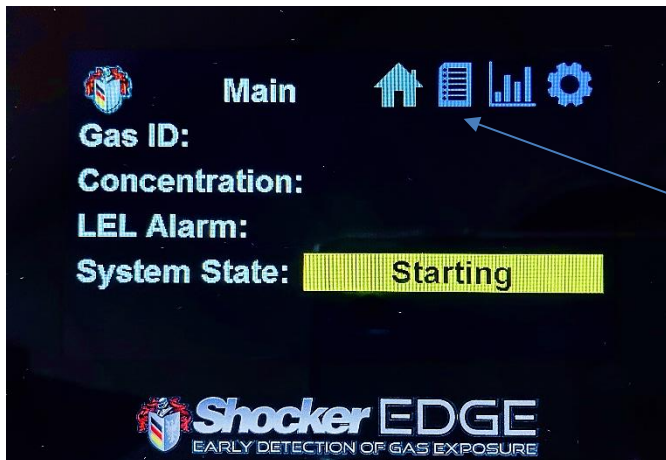 Main
Gas ID:
Concentration:
LEL Alarm:
System State: Starting
Shocker EDGE
EARLY DETECTION OF GAS EXPOSURE